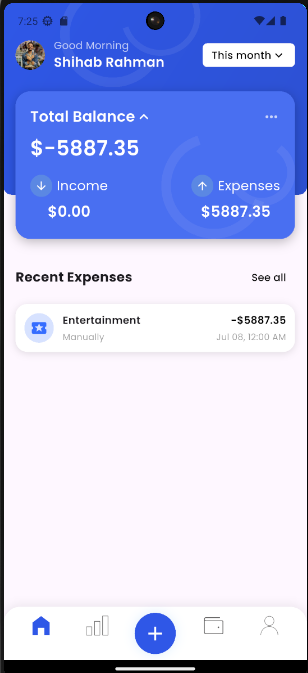 7:25
Good Morning
Shihab Rahman
This month
Total Balance
$-5887.35
Income
Expenses
$0.00
$5887.35
Recent Expenses
See all
Entertainment
-$5887.35
Manually
Jul 08, 12:00 AM